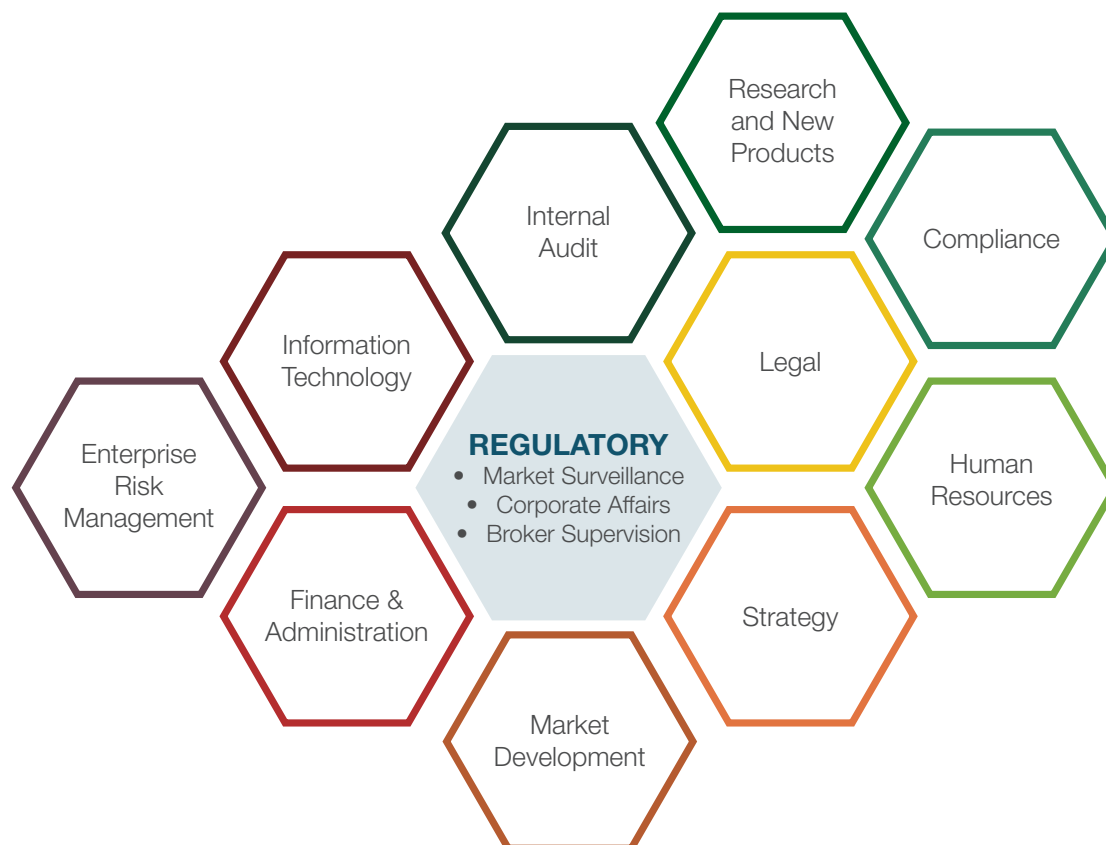 Research
and New
Products
Internal
Audit
Compliance
Information
Technology
Legal
Enterprise
Risk
Management
REGULATORY
• Market Surveillance
• Corporate Affairs
• Broker Supervision
Human
Resources
Finance &
Administration
Strategy
Market
Development